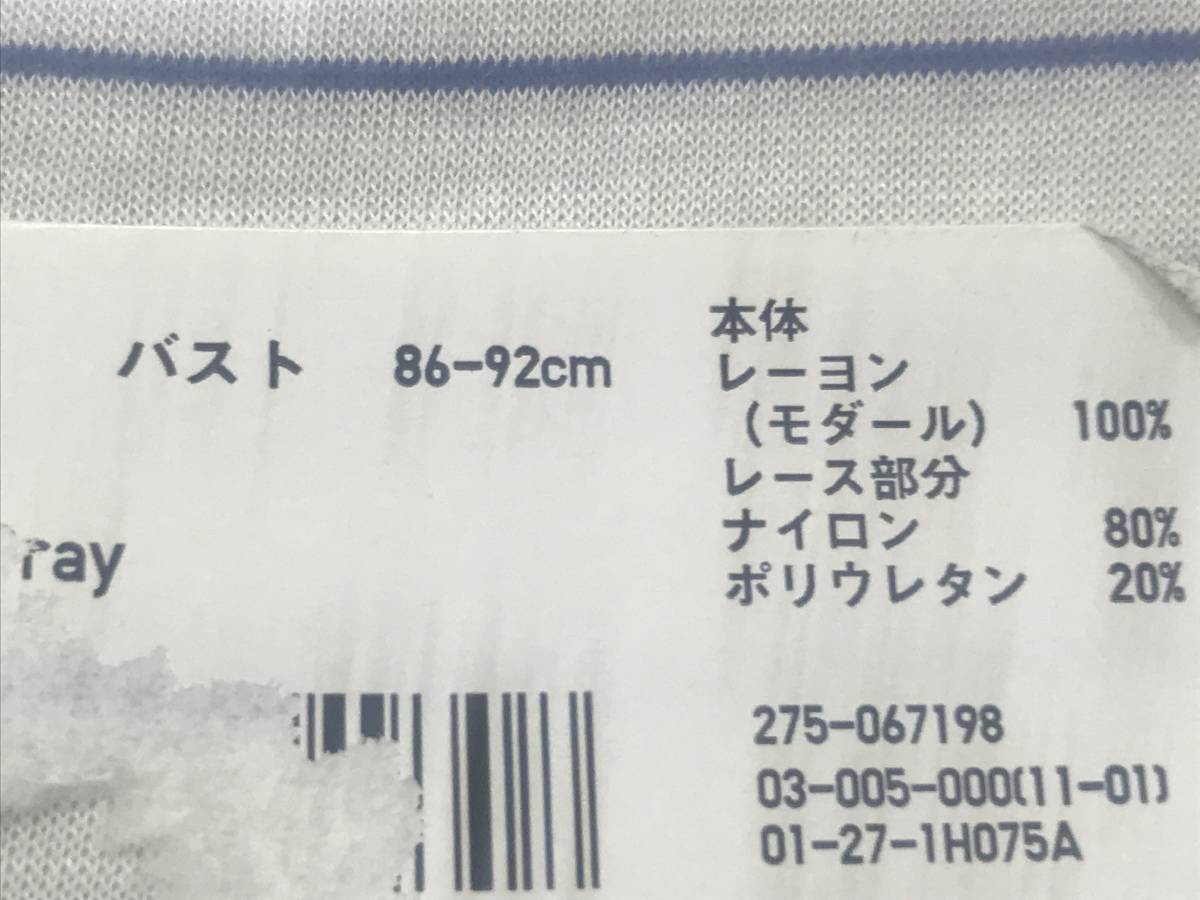 バスト 86-92cm
ray
本体
レーヨン
(モダール) 100%
レース部分
ナイロン 80%
ポリウレタン 20%
275-067198
03-005-000(11-01)
01-27-1H075A